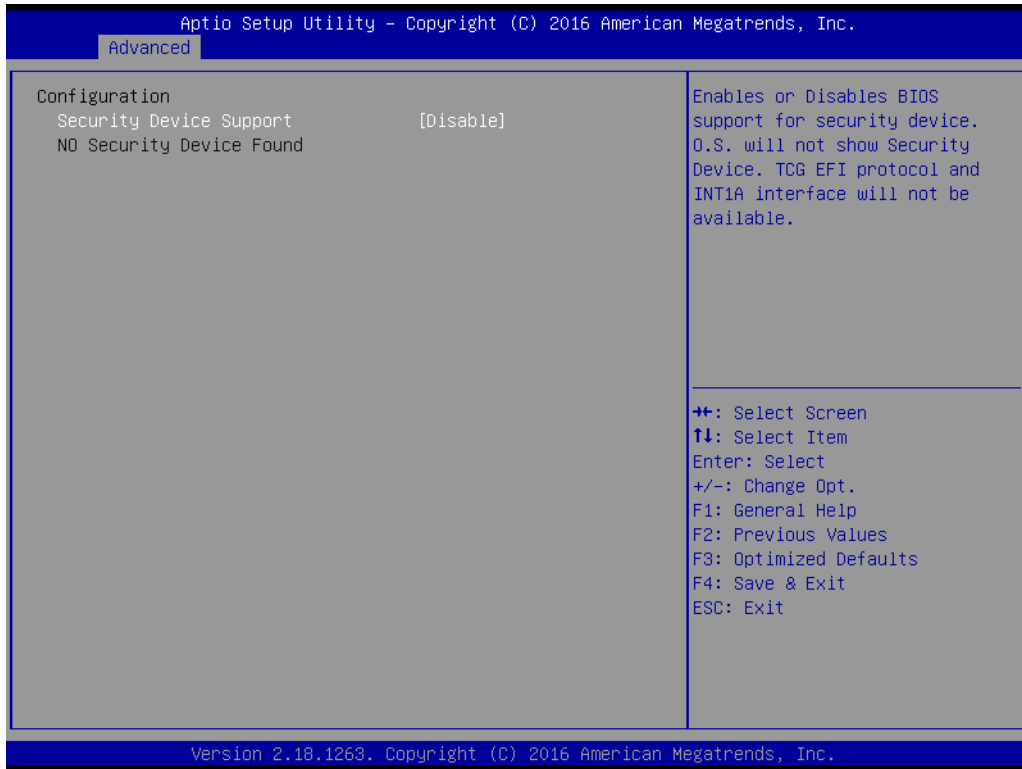 Aptio Setup Utility – Copyright (C) 2016 American Megatrends, Inc.
Advanced
Configuration
Security Device Support [Disable]
NO Security Device Found
Enables or Disables BIOS
support for security device.
O.S. will not show Security
Device. TCG EFI protocol and
INT1A interface will not be
available.
→←: Select Screen
↑↓: Select Item
Enter: Select
+/-: Change Opt.
F1: General Help
F2: Previous Values
F3: Optimized Defaults
F4: Save & Exit
ESC: Exit
Version 2.18.1263. Copyright (C) 2016 American Megatrends, Inc.